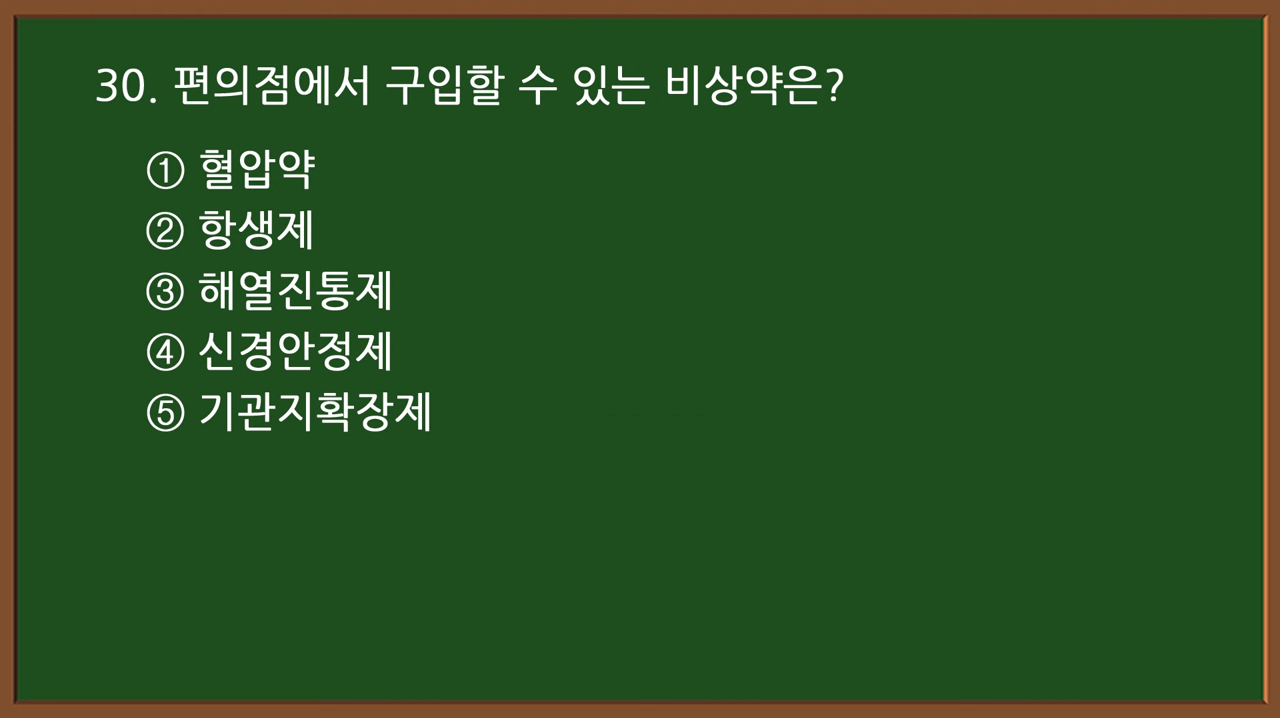 30. 편의점에서 구입할 수 있는 비상약은?
① 혈압약
② 항생제
③ 해열진통제
④ 신경안정제
⑤ 기관지확장제